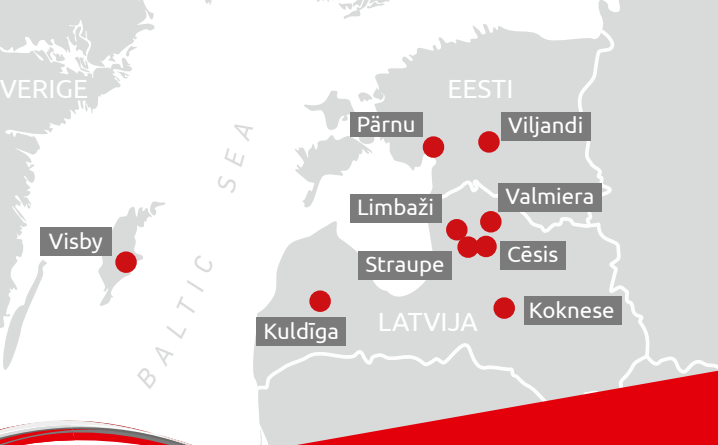 VERIGE
EESTI
Pärnu
Viljandi
BALTIC SEA
Limbaži
Valmiera
Visby
Straupe
Cēsis
Kuldīga
LATVIJA
Koknese